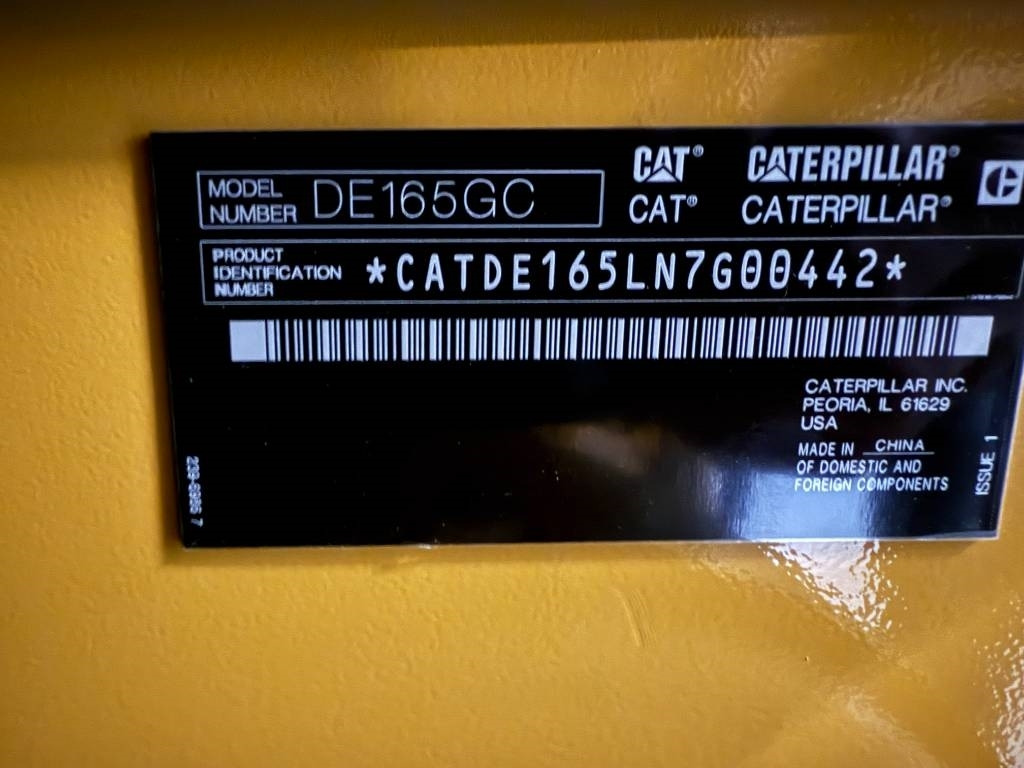 MODEL NUMBER DE165GC
CAT® CATERPILLAR®
CAT® CATERPILLAR®
PRODUCT IDENTIFICATION NUMBER *CATDE165LN7G00442*
CATERPILLAR INC.
PEORIA, IL 61629
USA
MADE IN CHINA
OF DOMESTIC AND
FOREIGN COMPONENTS
ISSUE 1